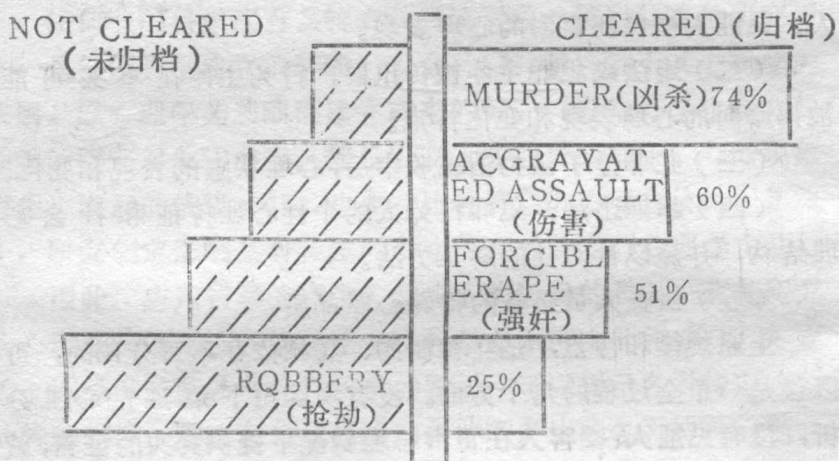 NOT CLEARED
(未归档)
CLEARED(归档)
MURDER(凶杀)74%
ACGRAYAT
ED ASSAULT
(伤害)
60%
FORCIBL
ERAPE
(强奸)
51%
RQBBFRY
(抢劫)
25%